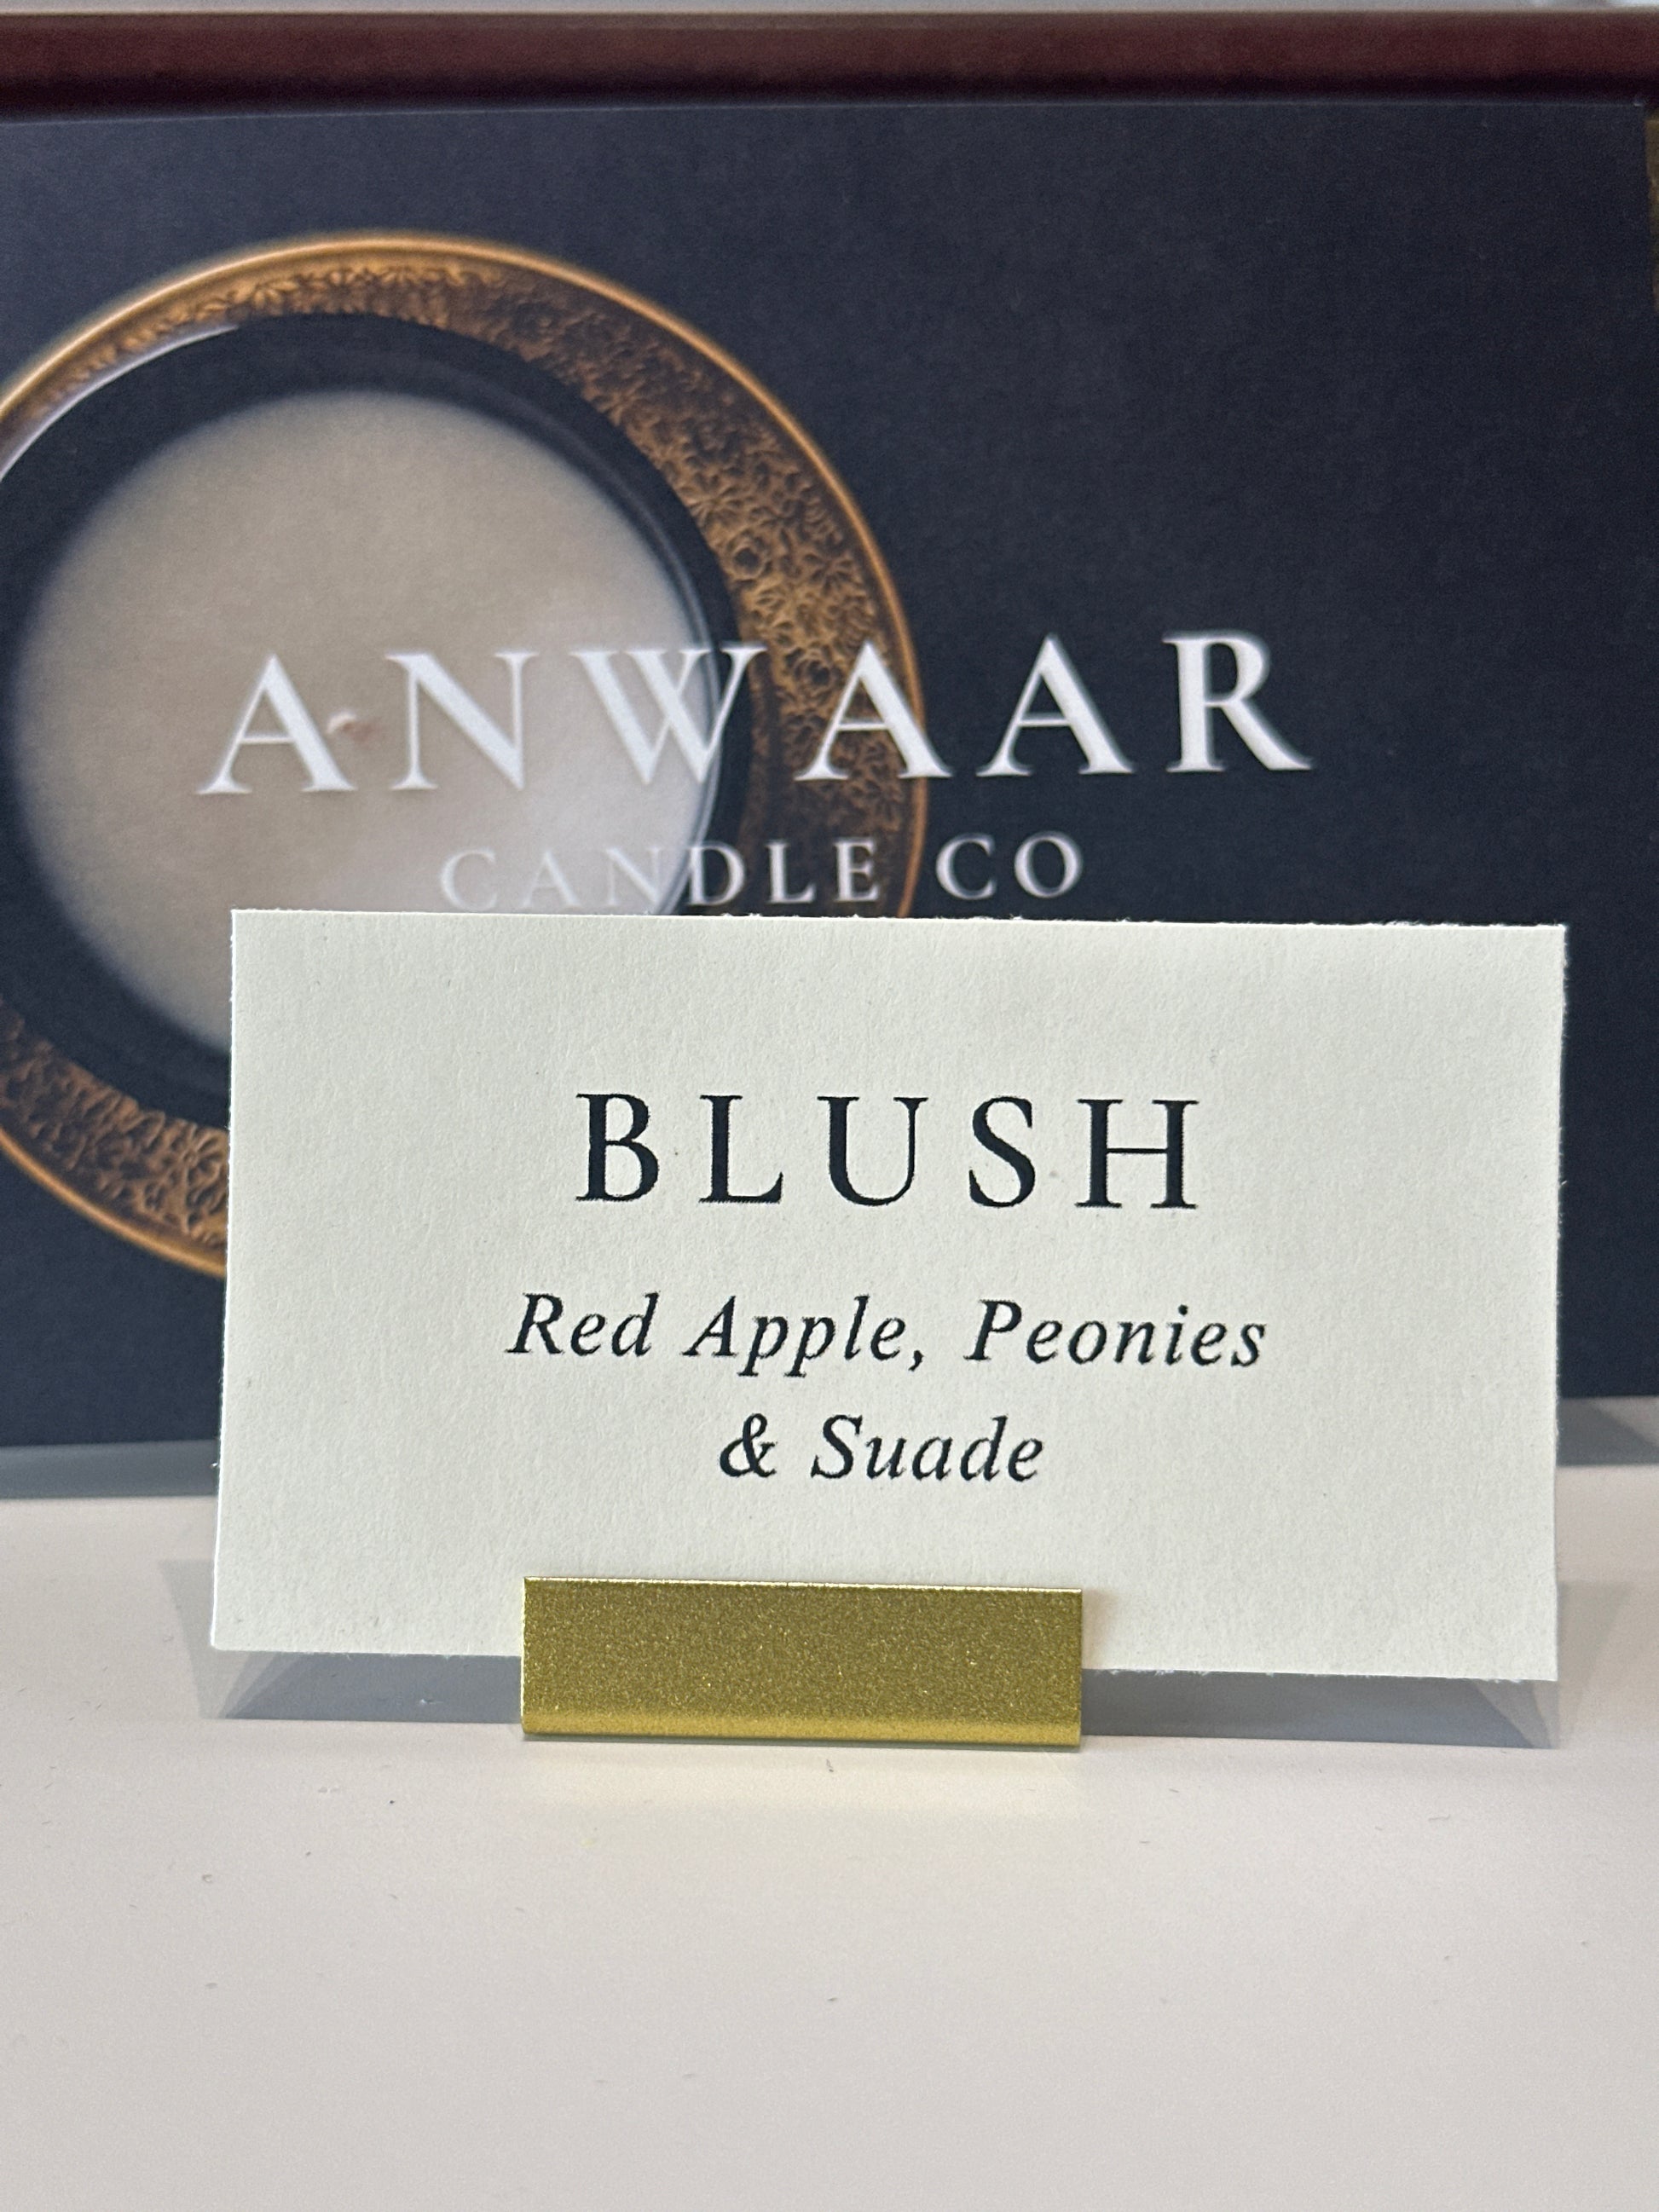 ANWAAR
CANDLE CO
BLUSH
Red Apple, Peonies
& Suade